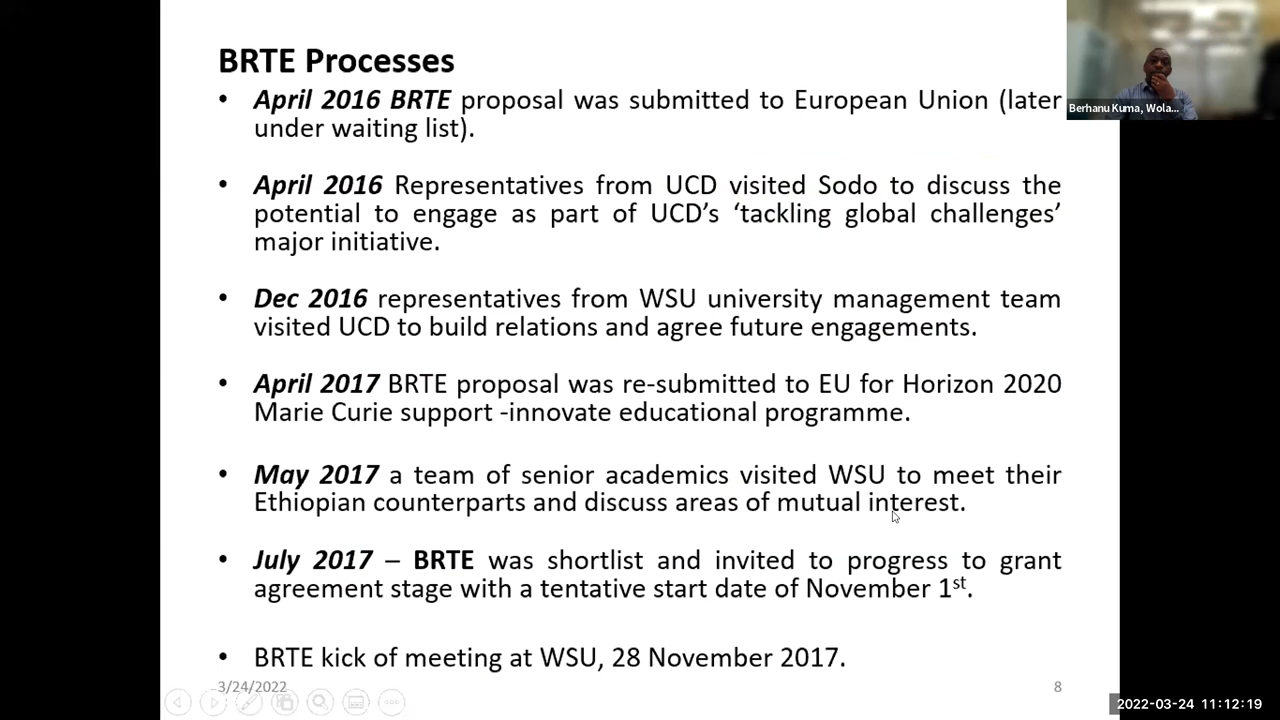 BRTE Processes
• April 2016 BRTE proposal was submitted to European Union (later
under waiting list).
• April 2016 Representatives from UCD visited Sodo to discuss the
potential to engage as part of UCD’s ‘tackling global challenges’
major initiative.
• Dec 2016 representatives from WSU university management team
visited UCD to build relations and agree future engagements.
• April 2017 BRTE proposal was re-submitted to EU for Horizon 2020
Marie Curie support -innovate educational programme.
• May 2017 a team of senior academics visited WSU to meet their
Ethiopian counterparts and discuss areas of mutual interest.
• July 2017 – BRTE was shortlist and invited to progress to grant
agreement stage with a tentative start date of November 1st.
• BRTE kick of meeting at WSU, 28 November 2017.
3/24/2022
8
Berhanu Kuma, Wola...
2022-03-24 11:12:19